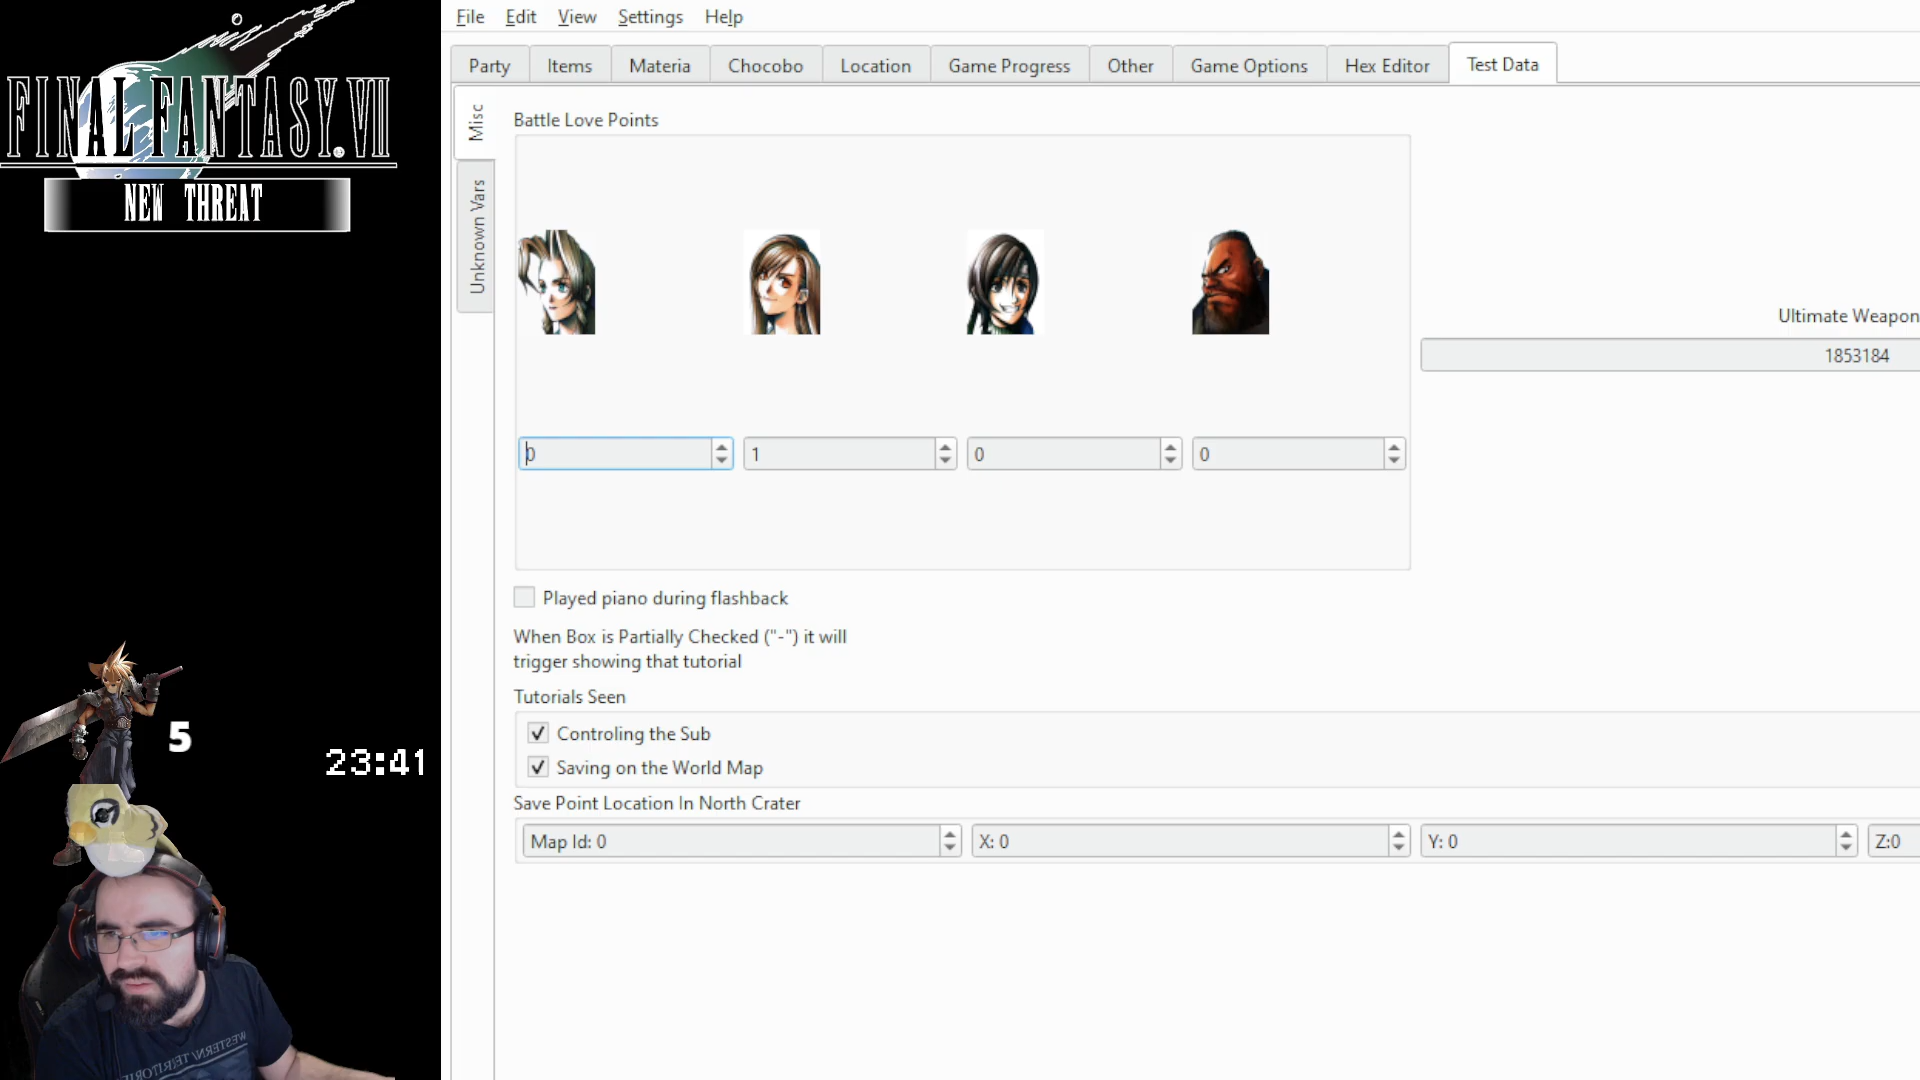 FINAL FANTASY. VII
NEW THREAT
File Edit View Settings Help
Party Items Materia Chocobo Location Game Progress Other Game Options Hex Editor Test Data
Misc
Unknown Vars
Battle Love Points
0 1 0 0
Ultimate Weapon
1853184
Played piano during flashback
When Box is Partially Checked ("-") it will
trigger showing that tutorial
Tutorials Seen
Controling the Sub
Saving on the World Map
Save Point Location In North Crater
Map Id: 0 X: 0 Y: 0 Z:0
5
23:41
WESTERN/TERRITORIE